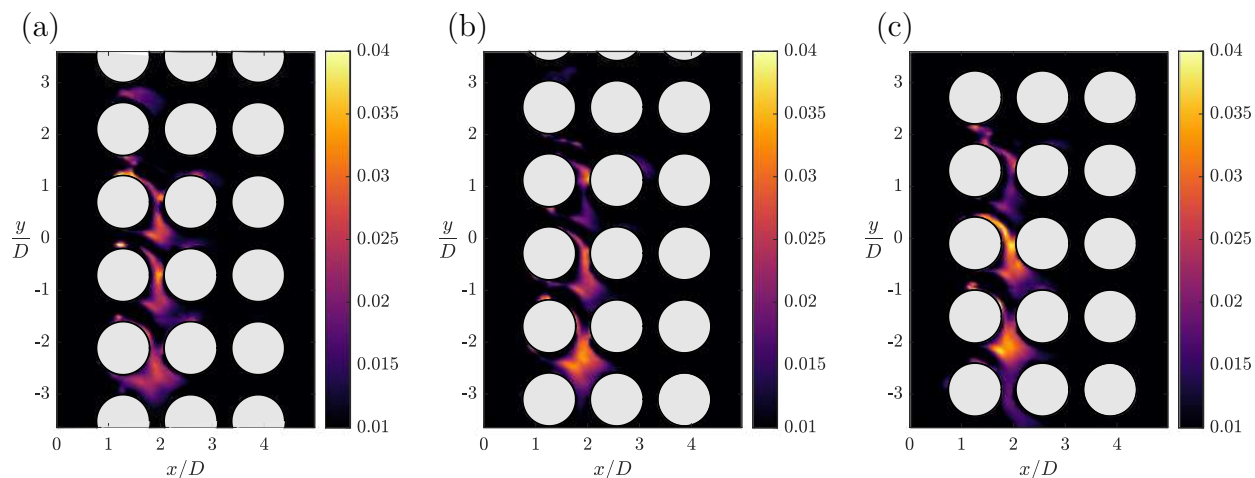 (a) (b) (c)
3 0.04 3 0.04 3 0.04
0.035 0.035 0.035
2 2 2
0.03 0.03 0.03
1 1 1
y/D 0 0.025 y/D 0 0.025 y/D 0 0.025
-1 0.02 -1 0.02 -1 0.02
-2 -2 -2
0.015 0.015 0.015
-3 -3 -3
0.01 0.01 0.01
0 1 2 3 4 0 1 2 3 4 0 1 2 3 4
x/D x/D x/D